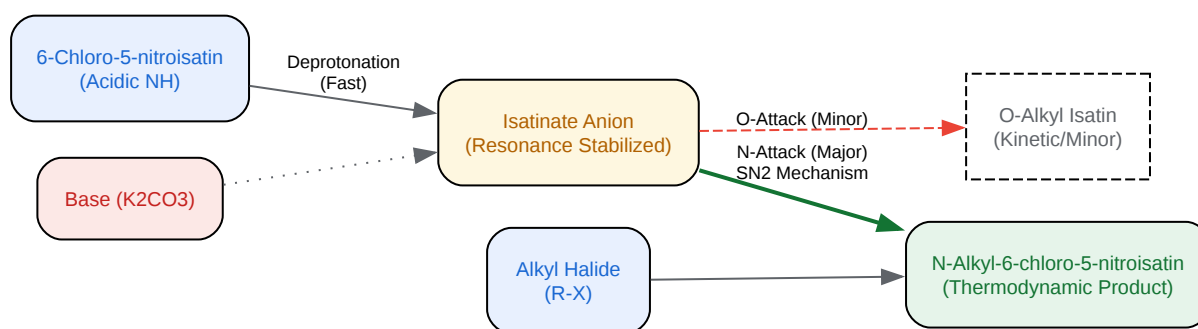 6-Chloro-5-nitroisatin
(Acidic NH)
Deprotonation
(Fast)
Base (K2CO3)
Isatinate Anion
(Resonance Stabilized)
O-Attack (Minor)
N-Attack (Major)
SN2 Mechanism
O-Alkyl Isatin
(Kinetic/Minor)
Alkyl Halide
(R-X)
N-Alkyl-6-chloro-5-nitroisatin
(Thermodynamic Product)